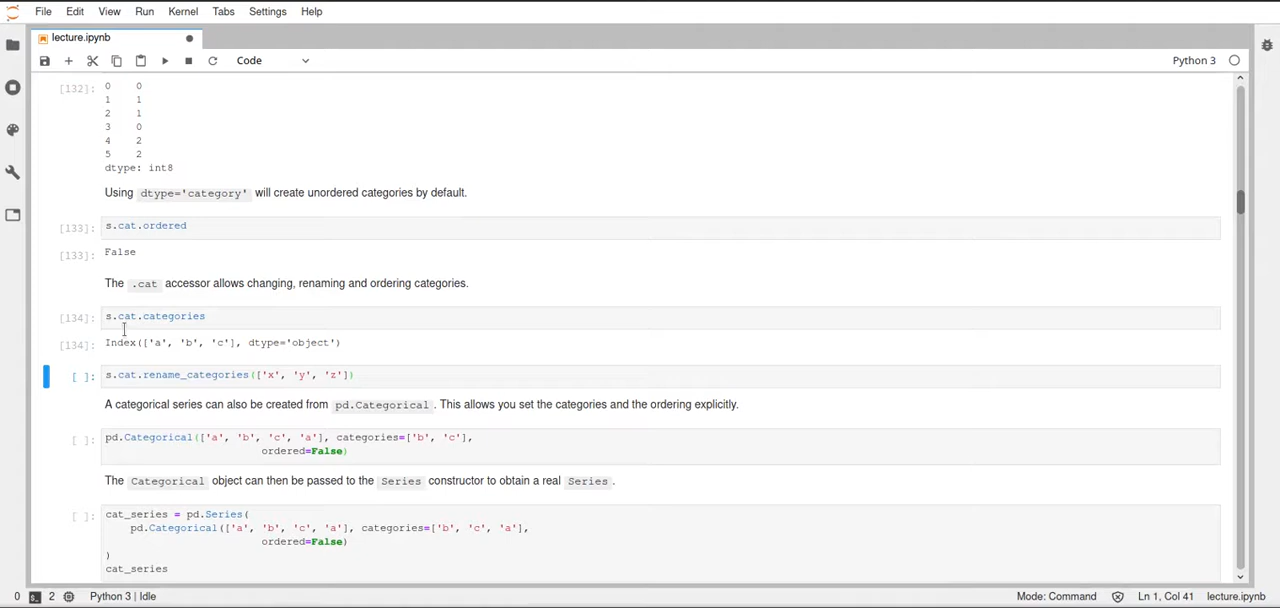 File Edit View Run Kernel Tabs Settings Help
lecture.ipynb
Code
Python 3
[132]: 0 0
1 1
2 1
3 0
4 2
5 2
dtype: int8
Using dtype='category' will create unordered categories by default.
[133]: s.cat.ordered
[133]: False
The .cat accessor allows changing, renaming and ordering categories.
[134]: s.cat.categories
[134]: Index(['a', 'b', 'c'], dtype='object')
[ ]: s.cat.rename_categories(['x', 'y', 'z'])
A categorical series can also be created from pd.Categorical. This allows you set the categories and the ordering explicitly.
[ ]: pd.Categorical(['a', 'b', 'c', 'a'], categories=['b', 'c'],
ordered=False)
The Categorical object can then be passed to the Series constructor to obtain a real Series.
[ ]: cat_series = pd.Series(
pd.Categorical(['a', 'b', 'c', 'a'], categories=['b', 'c', 'a'],
ordered=False)
)
cat_series
0 2 Python 3 | Idle Mode: Command Ln 1, Col 41 lecture.ipynb